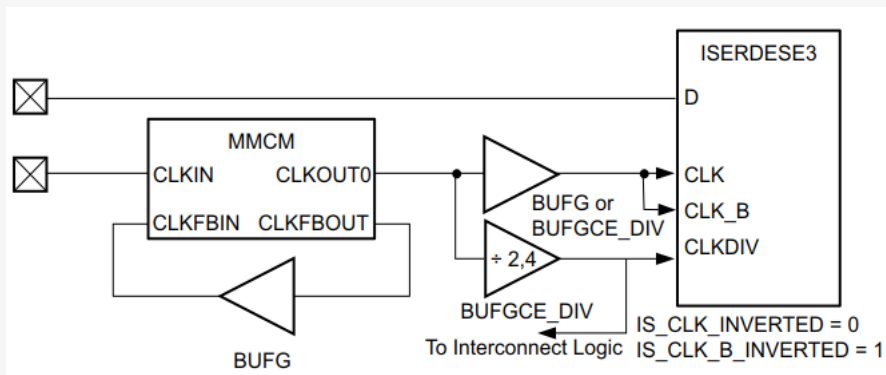 ISERDESE3
D
MMCM
CLKIN CLKOUT0
CLKFBIN CLKFBOUT
BUFG
BUFG or
BUFGCE_DIV
÷ 2,4
BUFGCE_DIV
To Interconnect Logic
CLK
CLK_B
CLKDIV
IS_CLK_INVERTED = 0
IS_CLK_B_INVERTED = 1